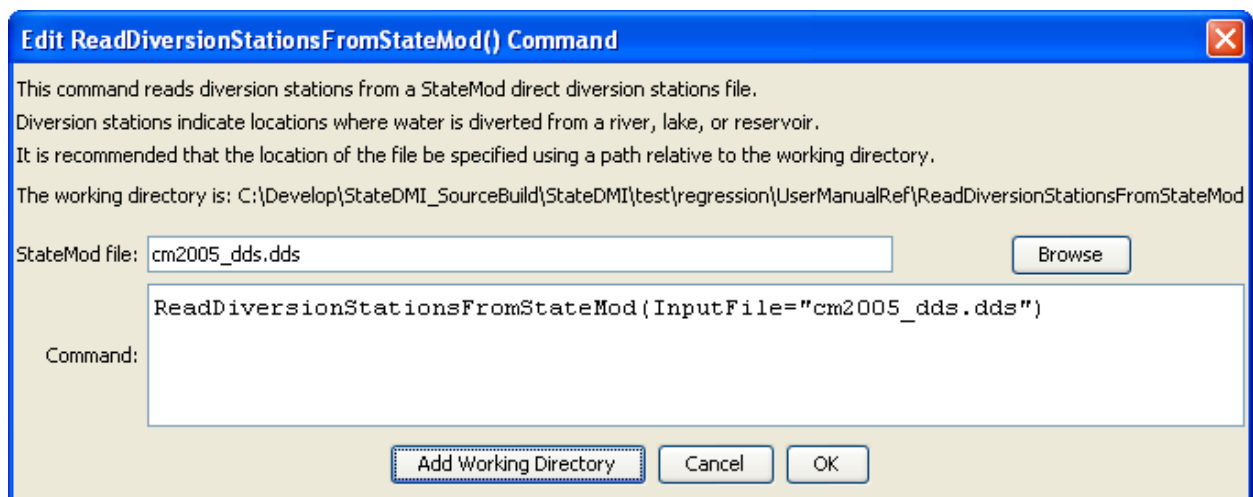 Edit ReadDiversionStationsFromStateMod() Command
This command reads diversion stations from a StateMod direct diversion stations file.
Diversion stations indicate locations where water is diverted from a river, lake, or reservoir.
It is recommended that the location of the file be specified using a path relative to the working directory.
The working directory is: C:\Develop\StateDMI_SourceBuild\StateDMI\test\regression\UserManualRef\ReadDiversionStationsFromStateMod
StateMod file: cm2005_dds.dds Browse
ReadDiversionStationsFromStateMod(InputFile="cm2005_dds.dds")
Command:
Add Working Directory Cancel OK